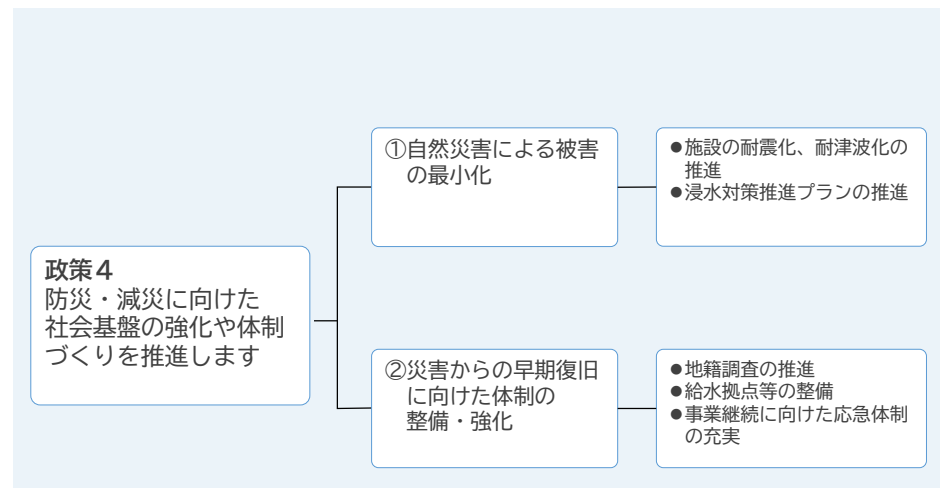 政策４
防災・減災に向けた
社会基盤の強化や体制
づくりを推進します
①自然災害による被害
の最小化
●施設の耐震化、耐津波化の
推進
●浸水対策推進プランの推進
②災害からの早期復旧
に向けた体制の
整備・強化
●地籍調査の推進
●給水拠点等の整備
●事業継続に向けた応急体制
の充実